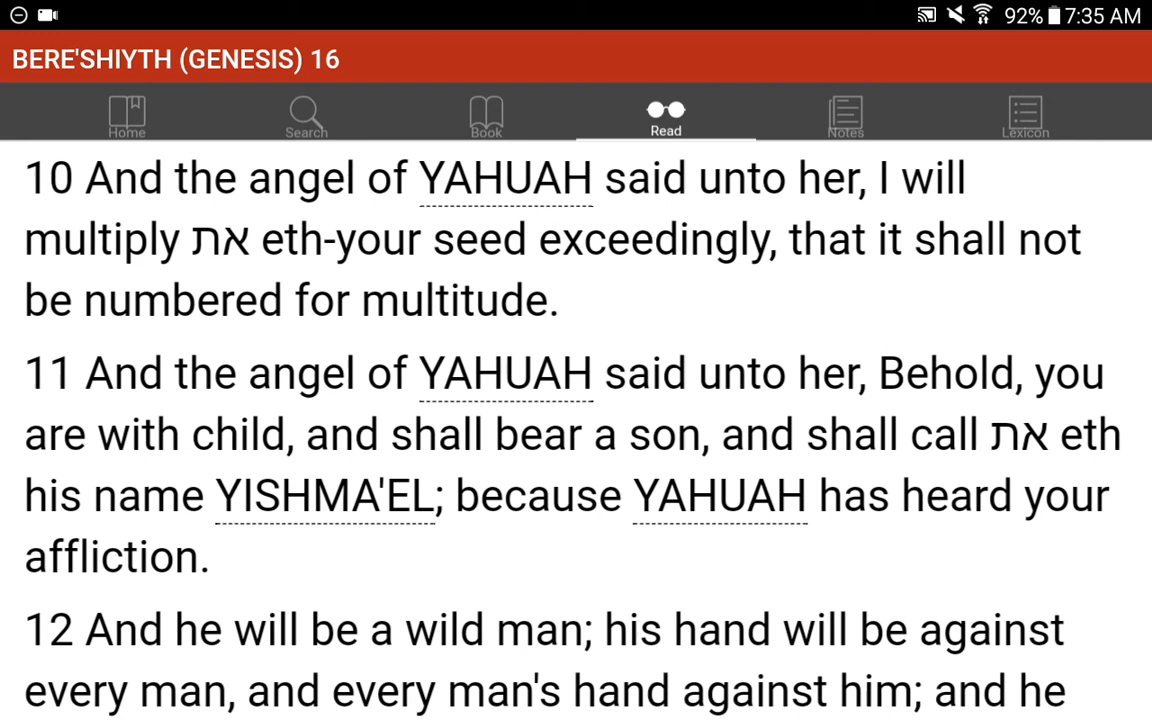 92% 7:35 AM
BERE'SHIYTH (GENESIS) 16
Home Search Book Read Notes Lexicon
10 And the angel of YAHUAH said unto her, I will
multiply את eth-your seed exceedingly, that it shall not
be numbered for multitude.
11 And the angel of YAHUAH said unto her, Behold, you
are with child, and shall bear a son, and shall call את eth
his name YISHMA'EL; because YAHUAH has heard your
affliction.
12 And he will be a wild man; his hand will be against
every man, and every man's hand against him; and he